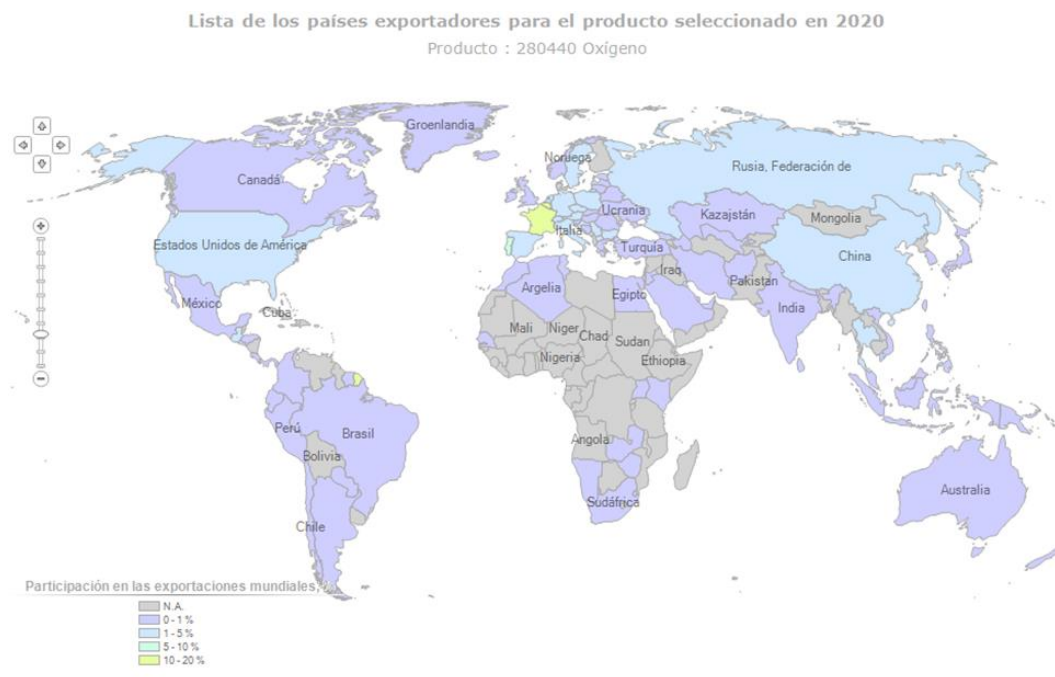 Lista de los países exportadores para el producto seleccionado en 2020
Producto : 280440 Oxígeno
Groenlandia
Noruega
Rusia, Federación de
Canadá
Ucrania
Kazajstán
Mongolia
Italia
Estados Unidos de América
Turquía
China
Iraq
Pakistan
Argelia
Egipto
India
México
Cuba
Mali
Niger
Chad
Sudan
Nigeria
Ethiopia
Perú
Brasil
Angola
Bolivia
Australia
Sudáfrica
Chile
Participación en las exportaciones mundiales,
N.A.
0 - 1 %
1 - 5 %
5 - 10 %
10 - 20 %